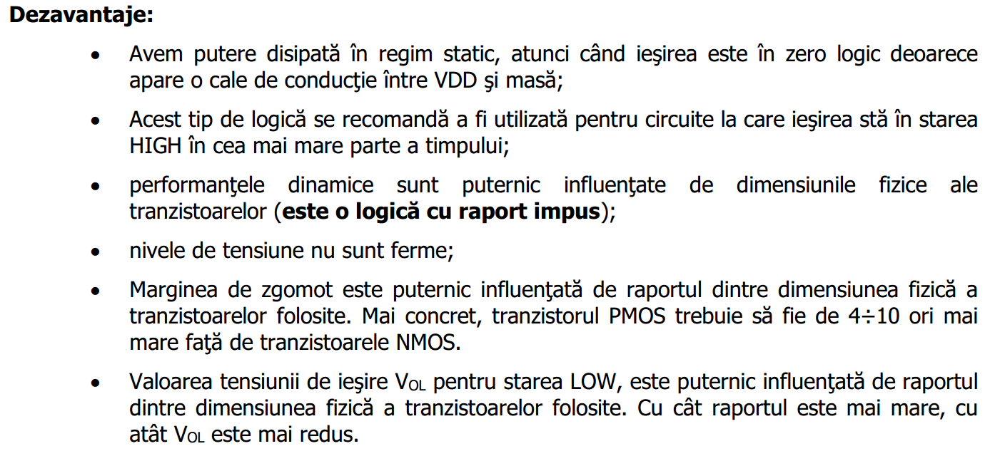 Dezavantaje:
• Avem putere disipată în regim static, atunci când ieşirea este în zero logic deoarece
apare o cale de conducţie între VDD şi masă;
• Acest tip de logică se recomandă a fi utilizată pentru circuite la care ieşirea stă în starea
HIGH în cea mai mare parte a timpului;
• performanţele dinamice sunt puternic influenţate de dimensiunile fizice ale
tranzistoarelor (este o logică cu raport impus);
• nivele de tensiune nu sunt ferme;
• Marginea de zgomot este puternic influenţată de raportul dintre dimensiunea fizică a
tranzistoarelor folosite. Mai concret, tranzistorul PMOS trebuie să fie de 4÷10 ori mai
mare faţă de tranzistoarele NMOS.
• Valoarea tensiunii de ieşire VOL pentru starea LOW, este puternic influenţată de raportul
dintre dimensiunea fizică a tranzistoarelor folosite. Cu cât raportul este mai mare, cu
atât VOL este mai redus.